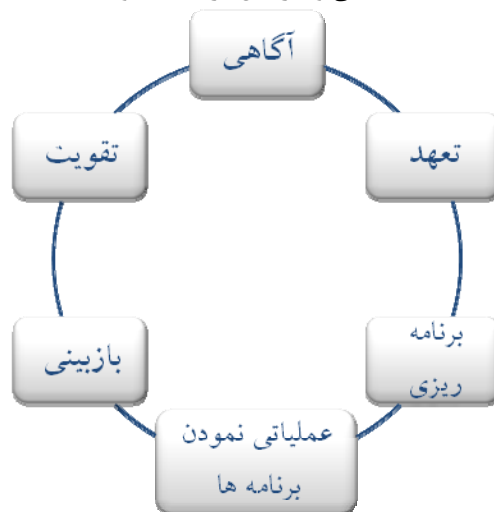 آگاهی
تعهد
برنامه
ریزی
عملیاتی نمودن
برنامه ها
بازبینی
تقویت